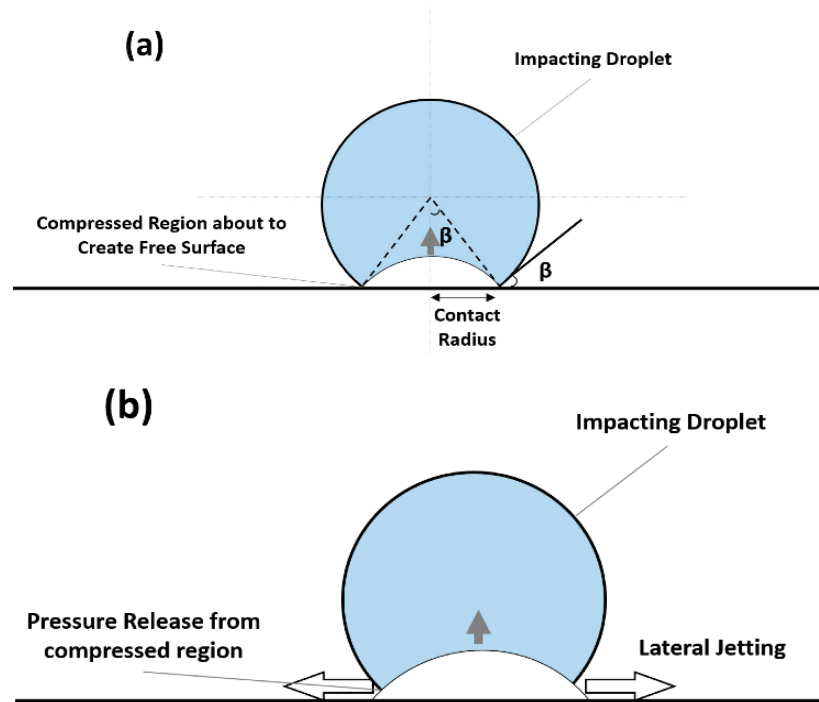 (a)
Impacting Droplet
Compressed Region about to
Create Free Surface
β
β
Contact
Radius
(b)
Impacting Droplet
Pressure Release from
compressed region
Lateral Jetting